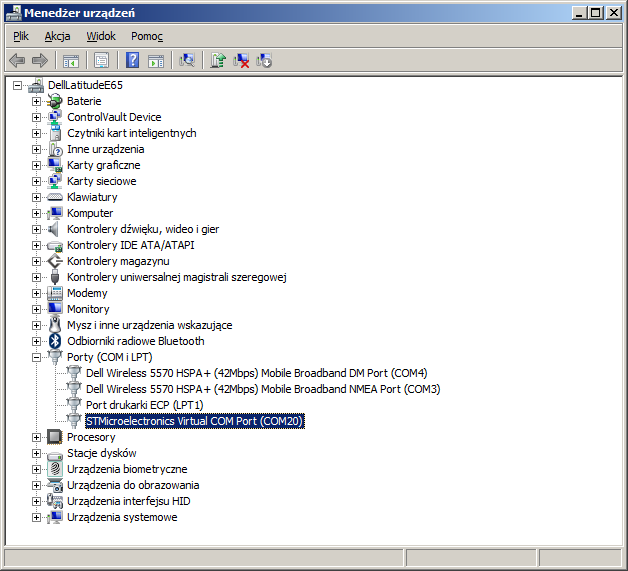 Menedżer urządzeń
Plik Akcja Widok Pomoc
DellLatitudeE65
Baterie
ControlVault Device
Czytniki kart inteligentnych
Inne urządzenia
Karty graficzne
Karty sieciowe
Klawiatury
Komputer
Kontrolery dźwięku, wideo i gier
Kontrolery IDE ATA/ATAPI
Kontrolery magazynu
Kontrolery uniwersalnej magistrali szeregowej
Modemy
Monitory
Mysz i inne urządzenia wskazujące
Odbiorniki radiowe Bluetooth
Porty (COM i LPT)
Dell Wireless 5570 HSPA+ (42Mbps) Mobile Broadband DM Port (COM4)
Dell Wireless 5570 HSPA+ (42Mbps) Mobile Broadband NMEA Port (COM3)
Port drukarki ECP (LPT1)
STMicroelectronics Virtual COM Port (COM20)
Procesory
Stacje dysków
Urządzenia biometryczne
Urządzenia do obrazowania
Urządzenia interfejsu HID
Urządzenia systemowe